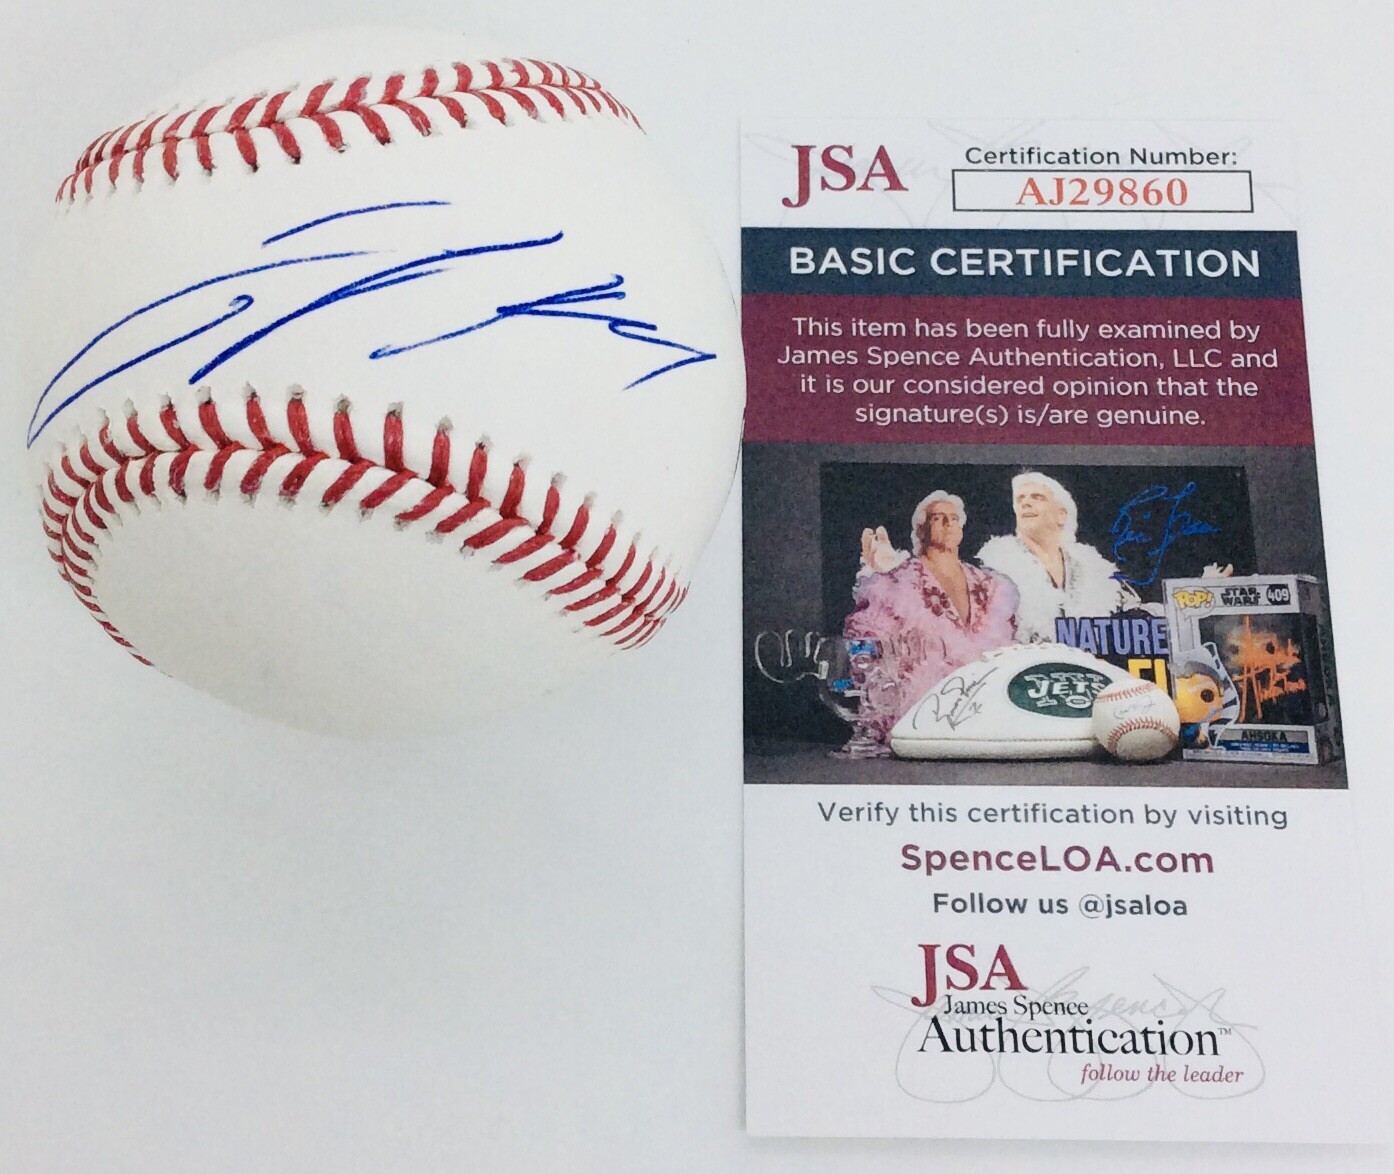 JSA
Certification Number:
AJ29860
BASIC CERTIFICATION
This item has been fully examined by
James Spence Authentication, LLC and
it is our considered opinion that the
signature(s) is/are genuine.
POP!
STAR
WARS
409
NATURE
JETS
AHSOKA
Verify this certification by visiting
SpenceLOA.com
Follow us @jsaloa
JSA
James Spence
Authentication™
follow the leader